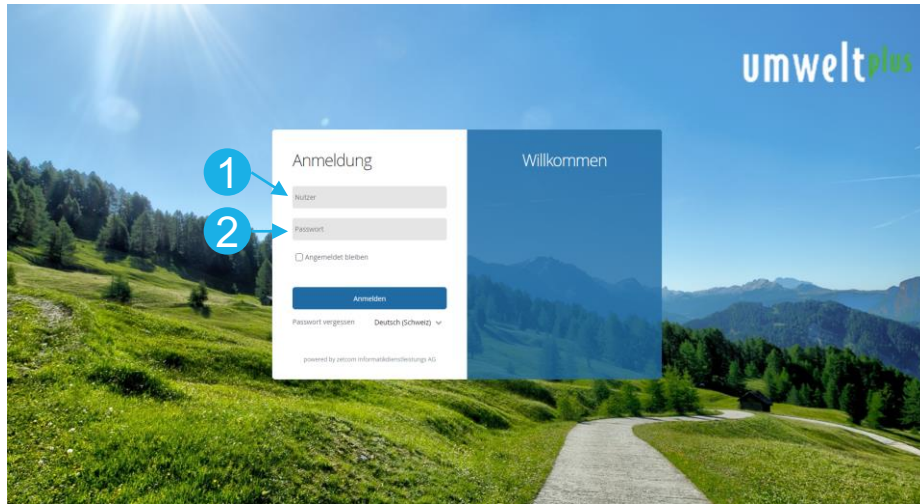 umweltplus
Anmeldung
Willkommen
1
Nutzer
2
Passwort
Angemeldet bleiben
Anmelden
Passwort vergessen
Deutsch (Schweiz)
powered by zetcom Informatikdienstleistungs AG